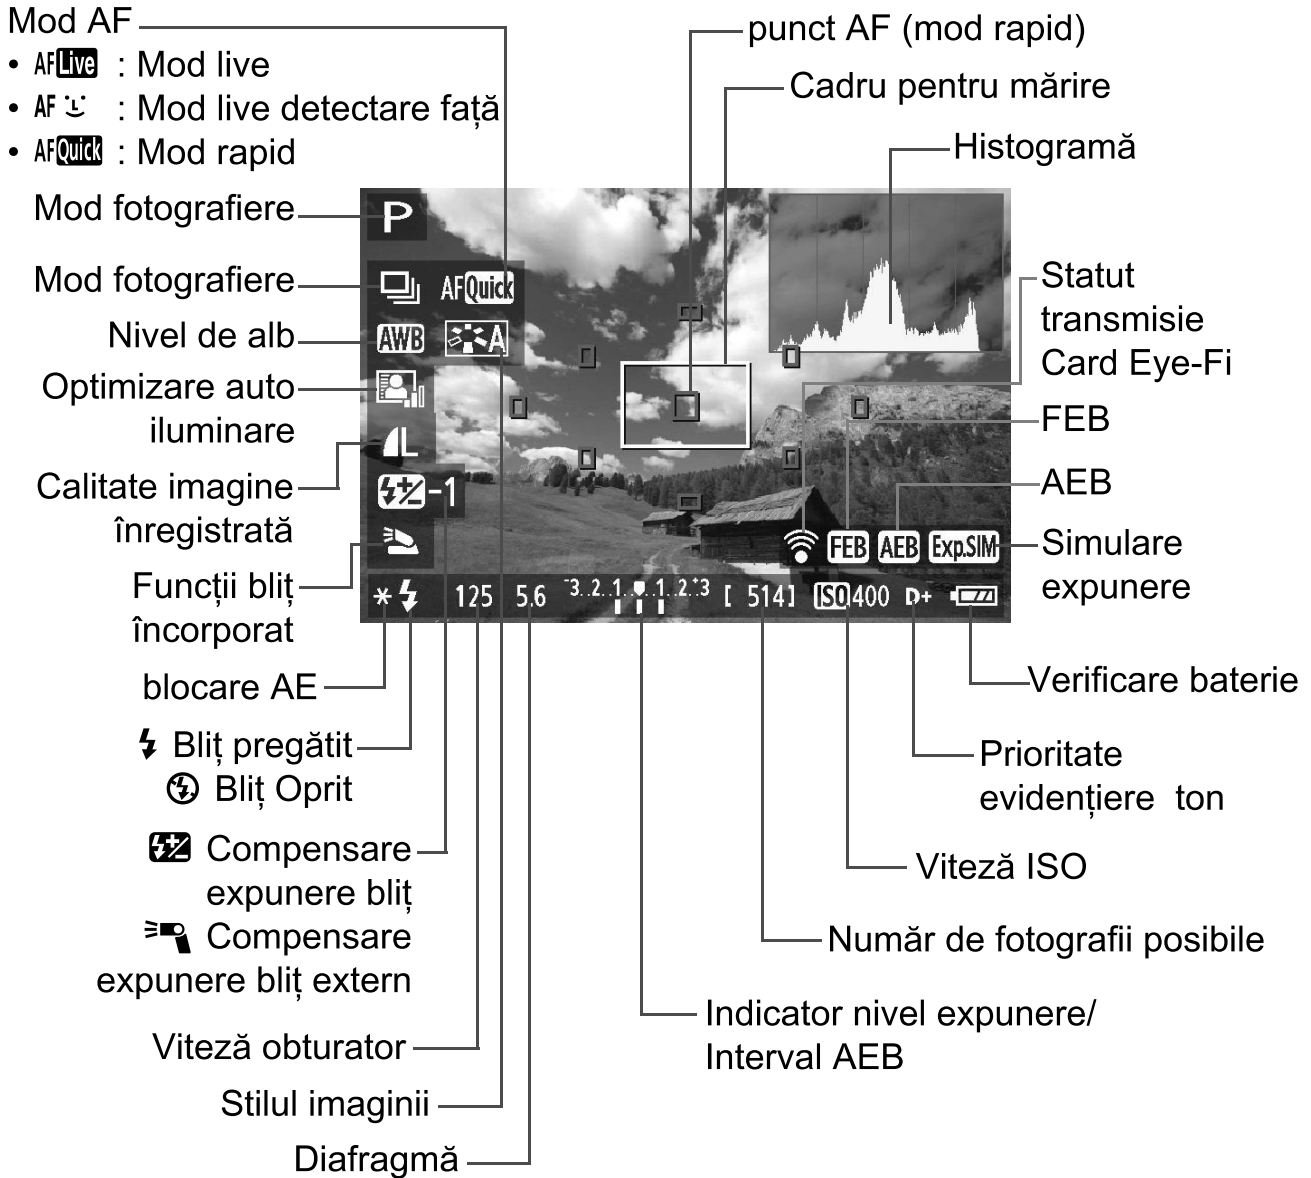 Mod AF
• AF Live : Mod live
• AF : Mod live detectare față
• AF Quick : Mod rapid
Mod fotografiere
Mod fotografiere
Nivel de alb
Optimizare auto
iluminare
Calitate imagine
înregistrată
Funcții bliț
încorporat
blocare AE
Bliț pregătit
Bliț Oprit
Compensare
expunere bliț
Compensare
expunere bliț extern
Viteză obturator
Stilul imaginii
Diafragmă
punct AF (mod rapid)
Cadru pentru mărire
Histogramă
Statut
transmisie
Card Eye-Fi
FEB
AEB
Simulare
expunere
Verificare baterie
Prioritate
evidențiere ton
Viteză ISO
Număr de fotografii posibile
Indicator nivel expunere/
Interval AEB
P
AF Quick
AWB
A
L
-1
FEB AEB Exp.SIM
* 125 5.6 -3..2..1..1..2.+3 [ 514] ISO 400 D+